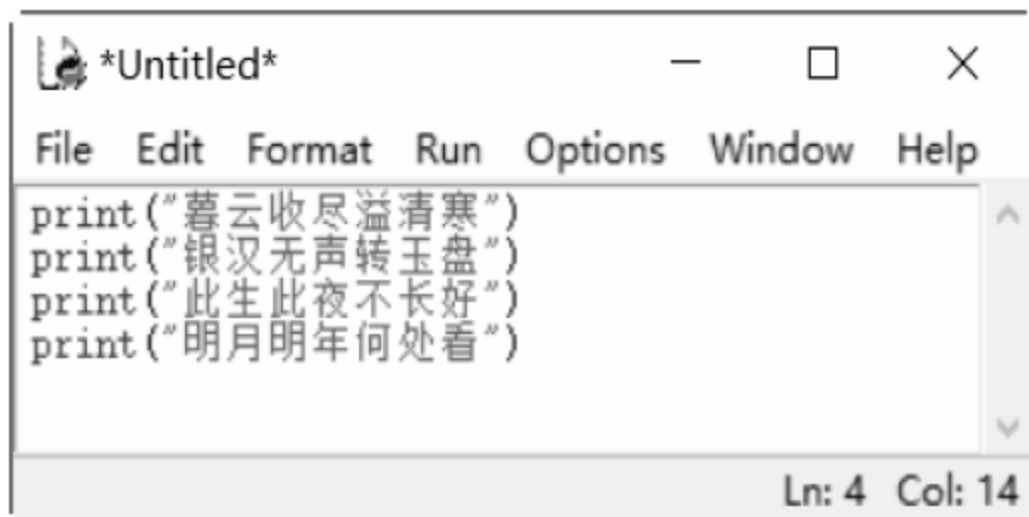 *Untitled*
File Edit Format Run Options Window Help
print("暮云收尽溢清寒")
print("银汉无声转玉盘")
print("此生此夜不长好")
print("明月明年何处看")
Ln: 4 Col: 14